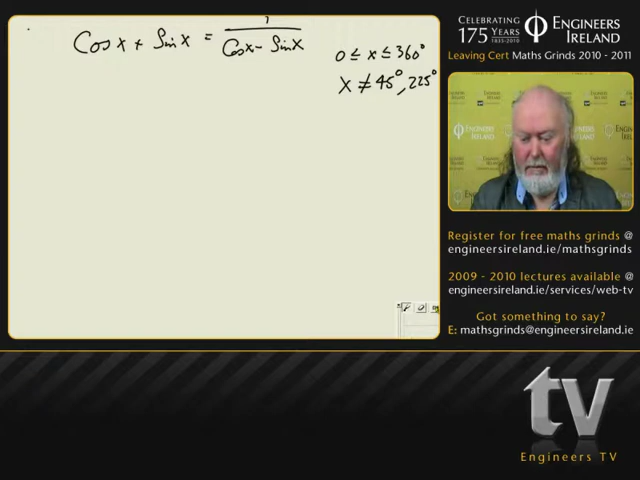 Cos x + Sin x = 1 / (Cos x - Sin x)
0 ≤ x ≤ 360°
x ≠ 45°, 225°
CELEBRATING
175 YEARS
1835-2010
ENGINEERS
IRELAND
Leaving Cert Maths Grinds 2010 - 2011
Register for free maths grinds @
engineersireland.ie/mathsgrinds
2009 - 2010 lectures available @
engineersireland.ie/services/web-tv
Got something to say?
E: mathsgrinds@engineersireland.ie
tv
Engineers TV